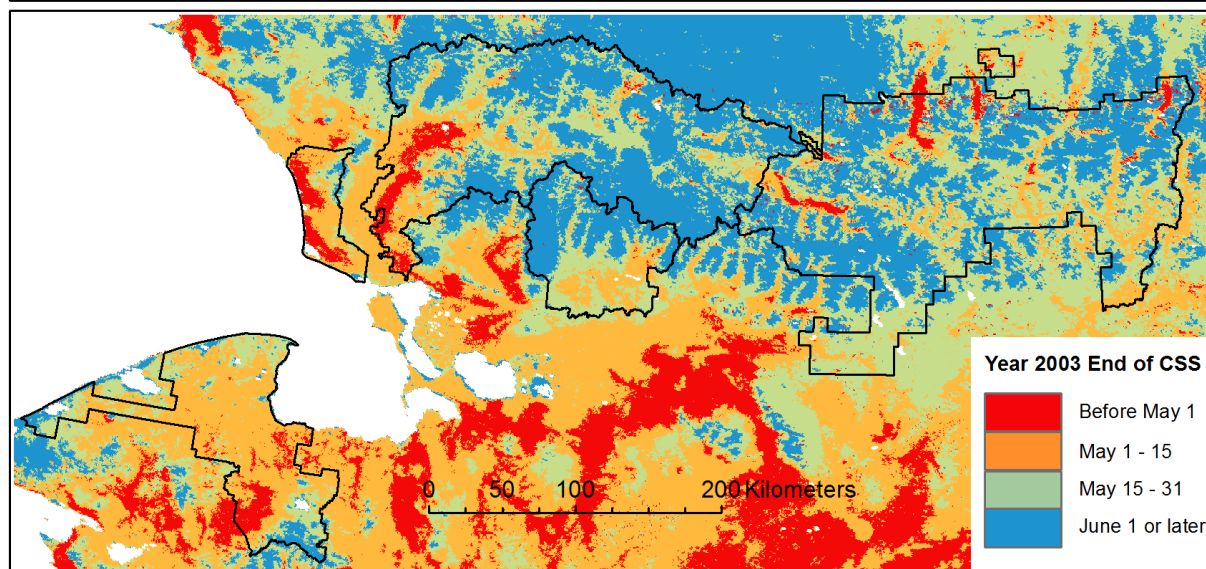 Year 2003 End of CSS
Before May 1
May 1 - 15
May 15 - 31
June 1 or later
0 50 100 200 Kilometers